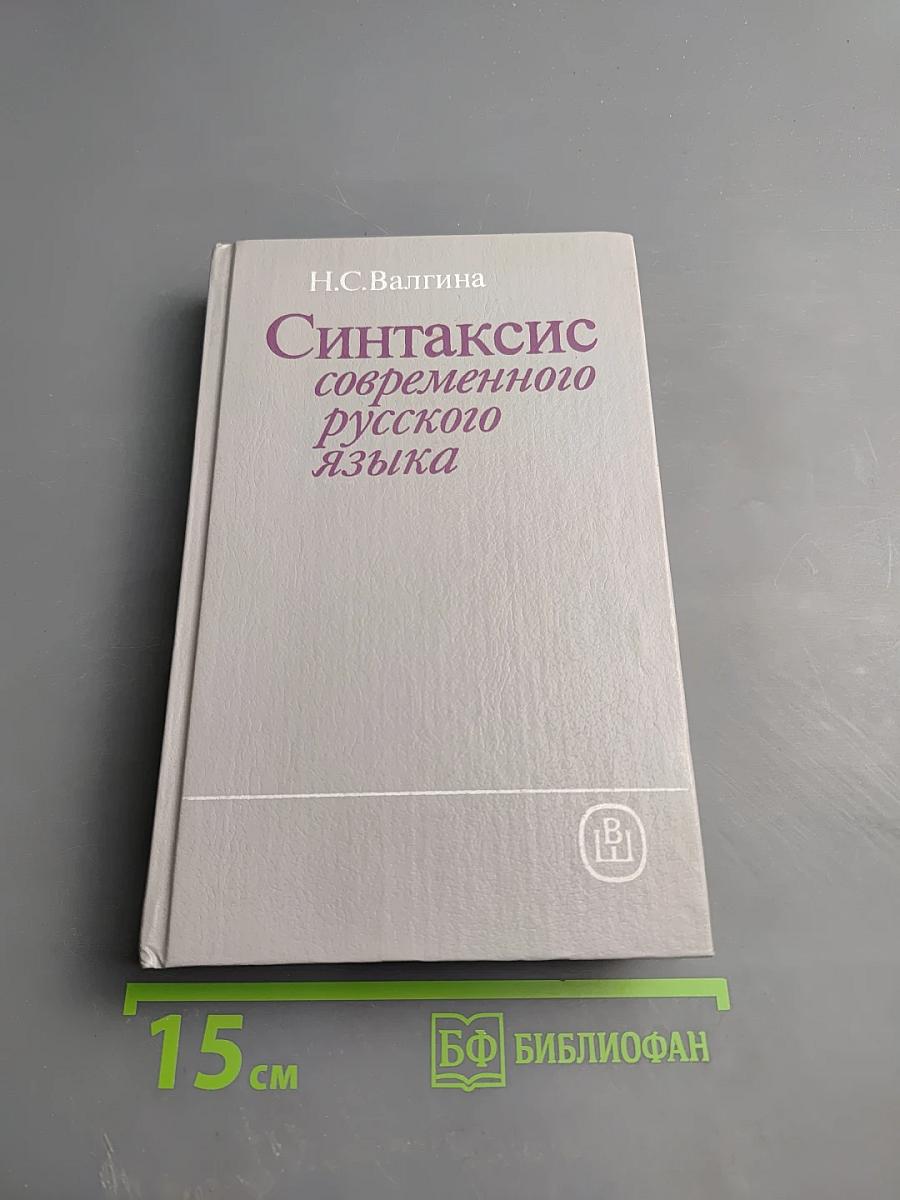 Н.С.Валгина
Синтаксис
современного
русского
языка
В
Ш
15 см
БФ БИБЛИОФАН